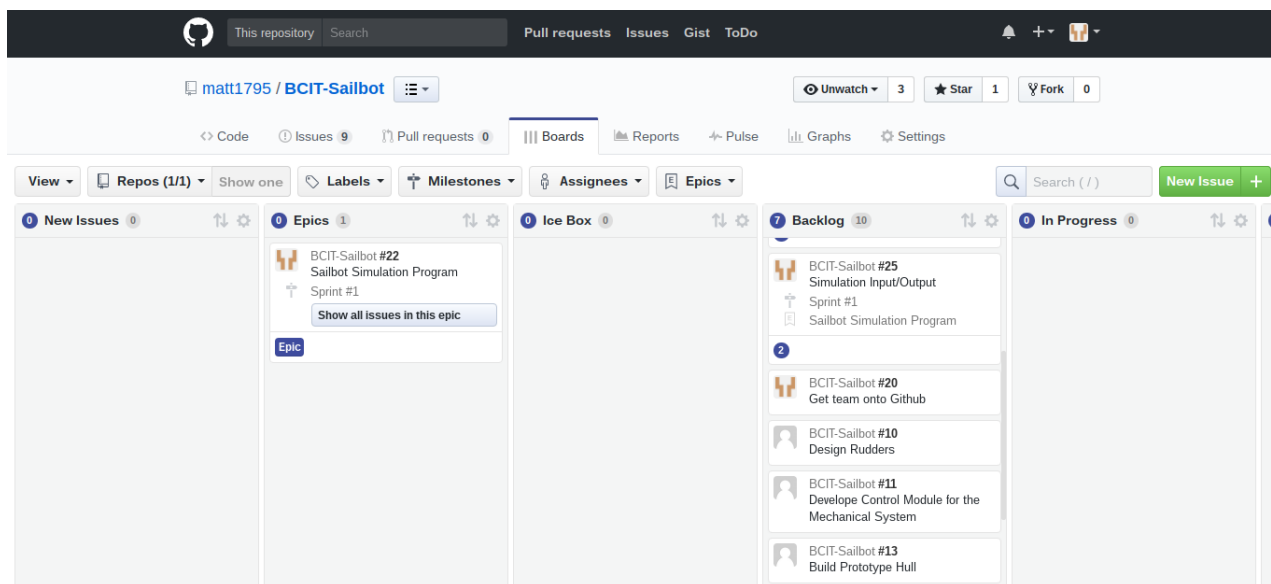 This repository Search Pull requests Issues Gist ToDo
matt1795 / BCIT-Sailbot Unwatch 3 Star 1 Fork 0
Code Issues 9 Pull requests 0 Boards Reports Pulse Graphs Settings
View Repos (1/1) Show one Labels Milestones Assignees E Epics Search ( / ) New Issue +
0 New Issues 0
0 Epics 1
BCIT-Sailbot #22
Sailbot Simulation Program
Sprint #1
Show all issues in this epic
Epic
0 Ice Box 0
7 Backlog 10
BCIT-Sailbot #25
Simulation Input/Output
Sprint #1
E Sailbot Simulation Program
2
BCIT-Sailbot #20
Get team onto Github
BCIT-Sailbot #10
Design Rudders
BCIT-Sailbot #11
Develope Control Module for the
Mechanical System
BCIT-Sailbot #13
Build Prototype Hull
0 In Progress 0